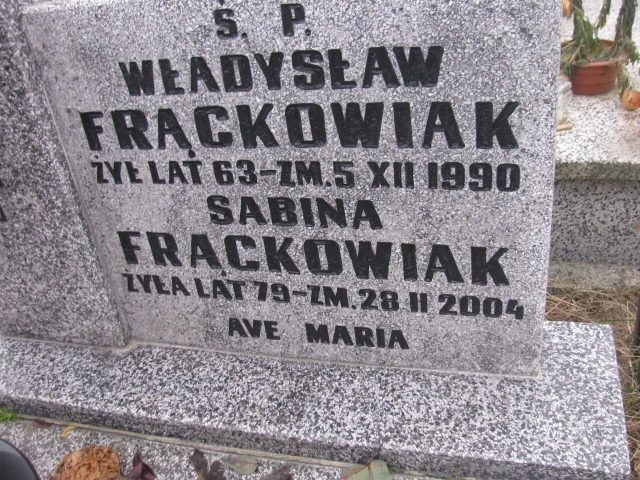 Ś. P.
WŁADYSŁAW
FRĄCKOWIAK
ŻYŁ LAT 63-ZM. 5 XII 1990
SABINA
FRĄCKOWIAK
ŻYŁA LAT 79-ZM. 28 II 2004
AVE MARIA